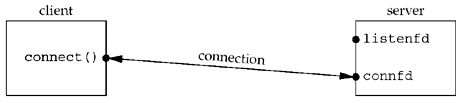 client
server
connect()
connection
listenfd
connfd